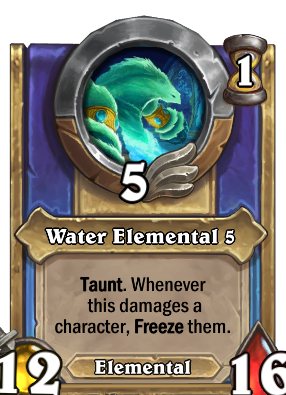 1
5
Water Elemental 5
Taunt. Whenever
this damages a
character, Freeze them.
Elemental
12
16